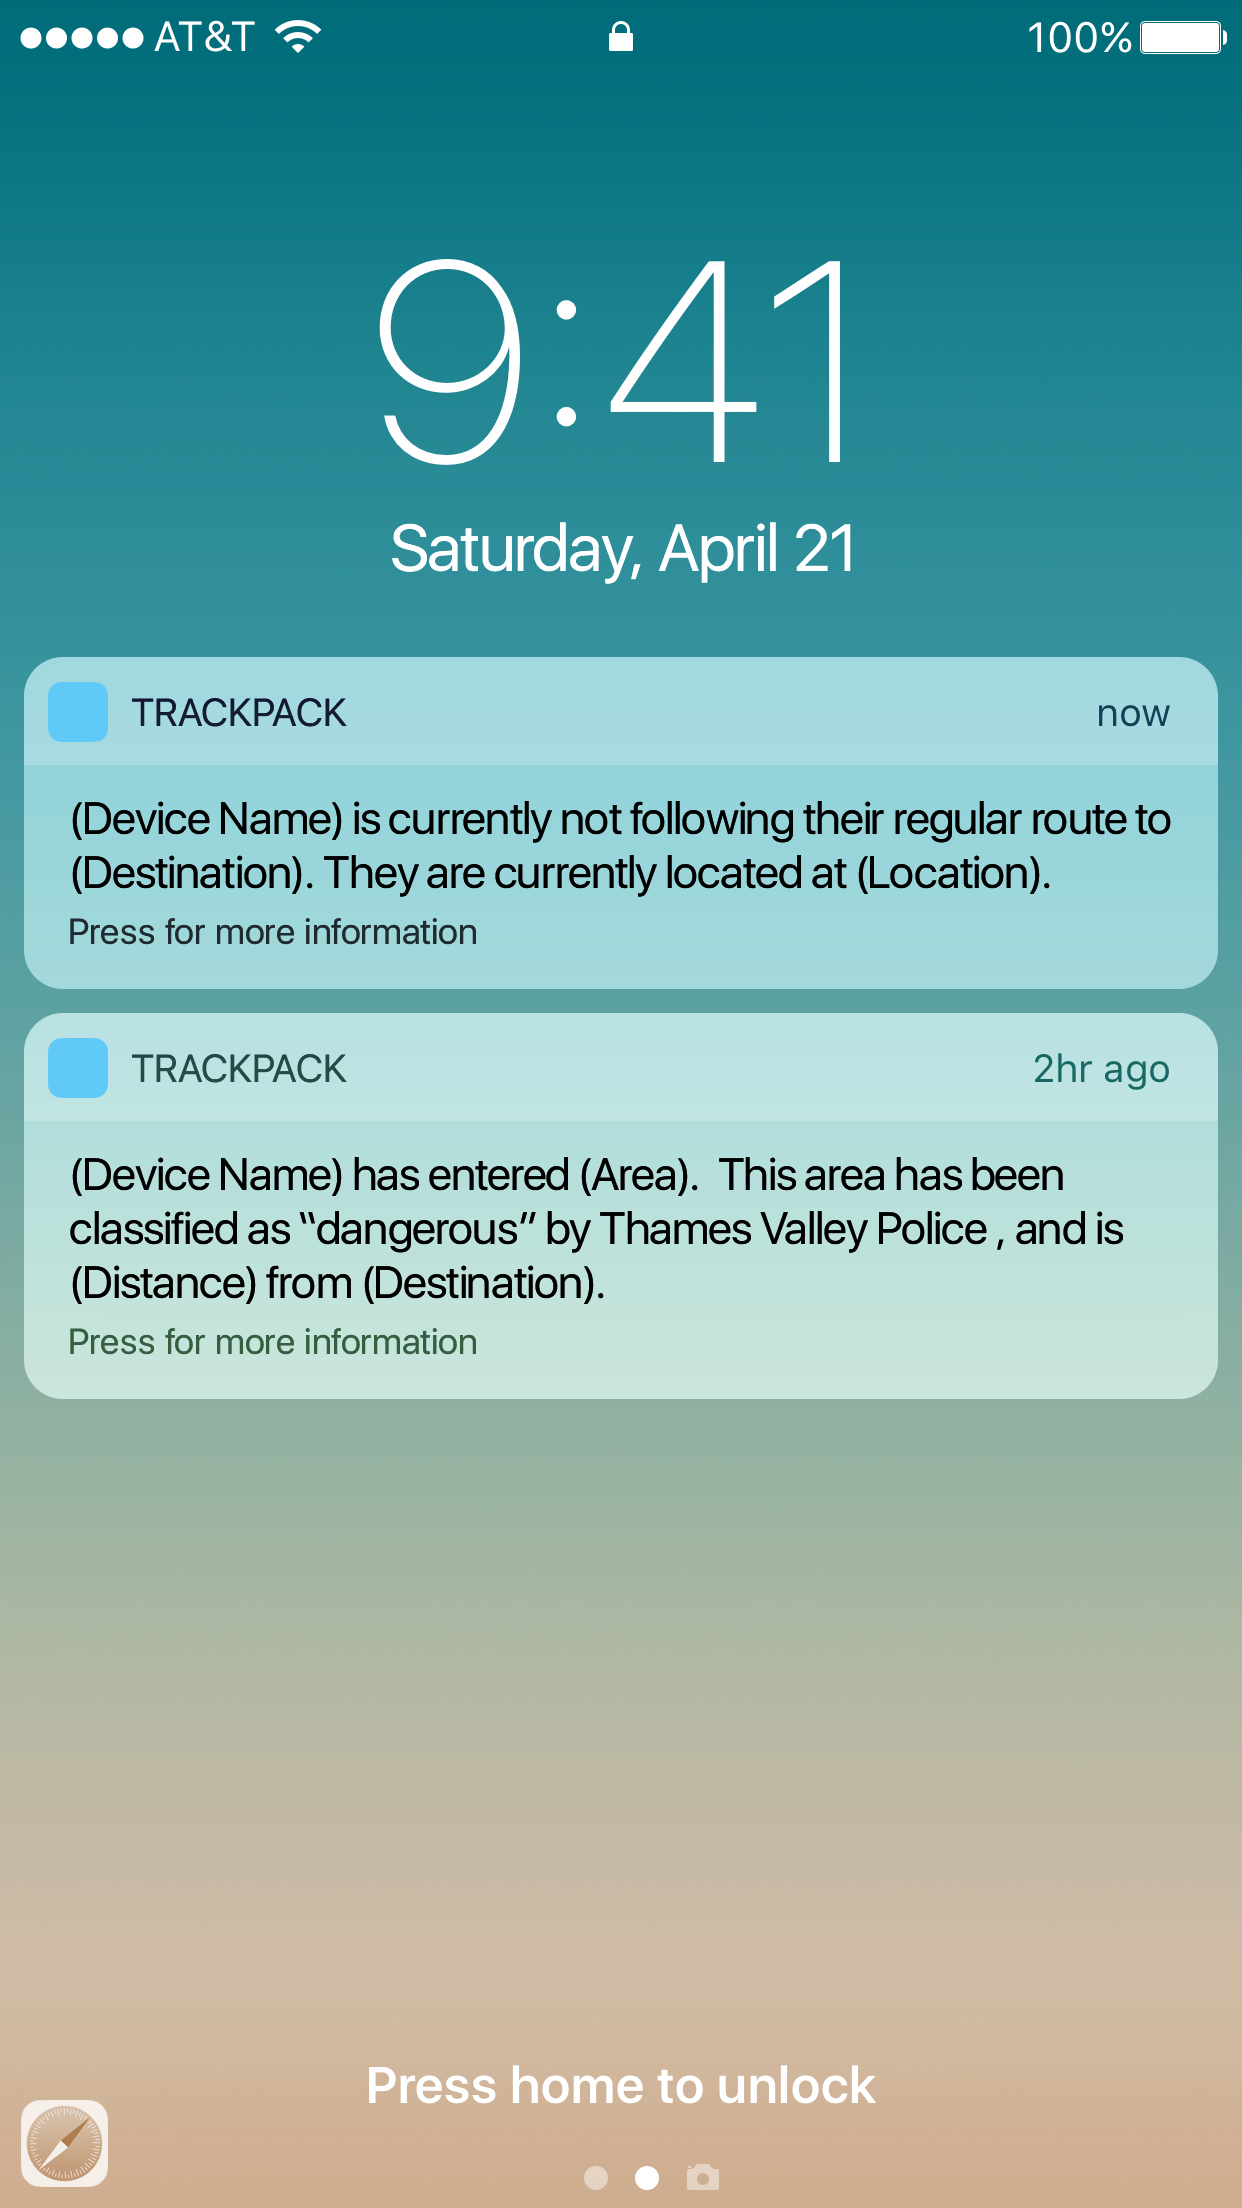 AT&T 100%
9:41
Saturday, April 21
TRACKPACK now
(Device Name) is currently not following their regular route to
(Destination). They are currently located at (Location).
Press for more information
TRACKPACK 2hr ago
(Device Name) has entered (Area).  This area has been
classified as “dangerous” by Thames Valley Police , and is
(Distance) from (Destination).
Press for more information
Press home to unlock